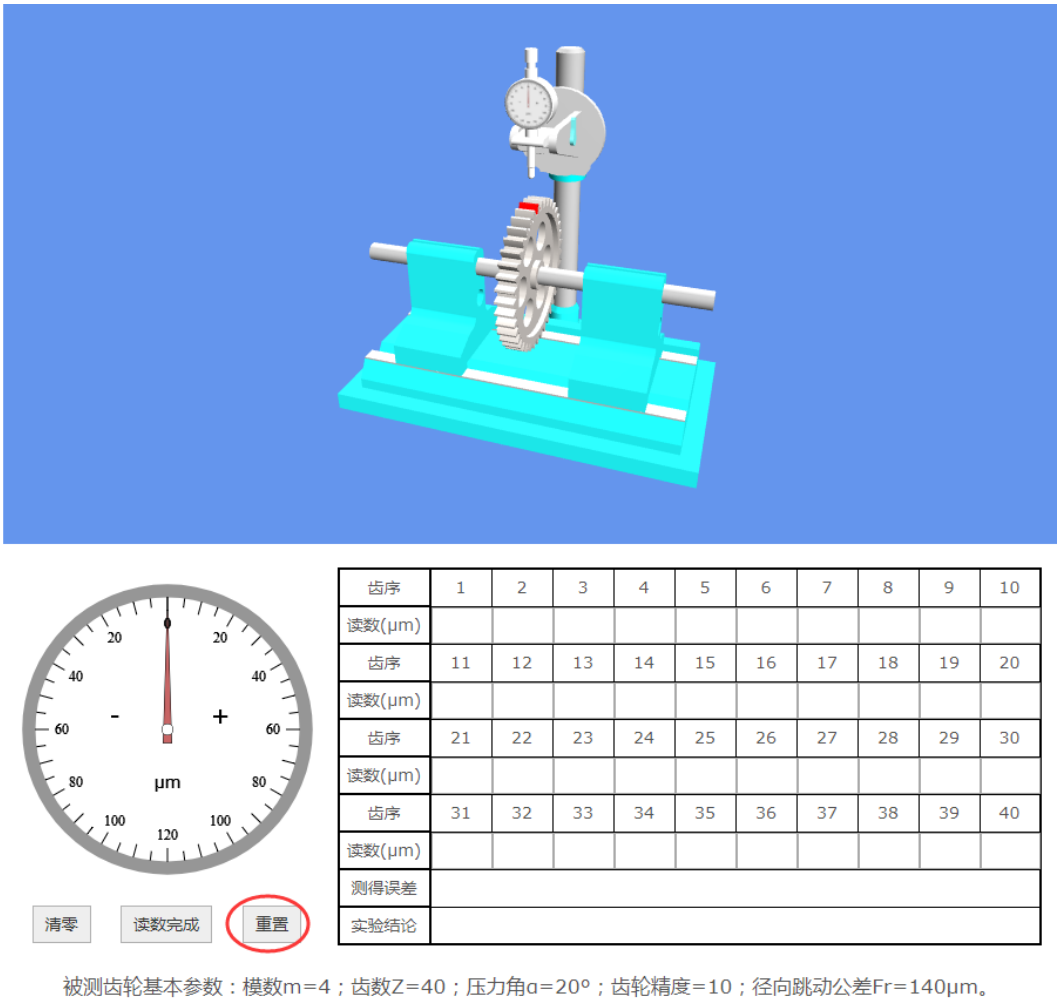 齿序 1 2 3 4 5 6 7 8 9 10
读数(μm)
齿序 11 12 13 14 15 16 17 18 19 20
读数(μm)
齿序 21 22 23 24 25 26 27 28 29 30
读数(μm)
齿序 31 32 33 34 35 36 37 38 39 40
读数(μm)
测得误差
实验结论
0
20 20
40 40
- +
60 60
80 μm 80
100 100
120
清零 读数完成 重置
被测齿轮基本参数：模数m=4；齿数Z=40；压力角α=20º；齿轮精度=10；径向跳动公差Fr=140μm。